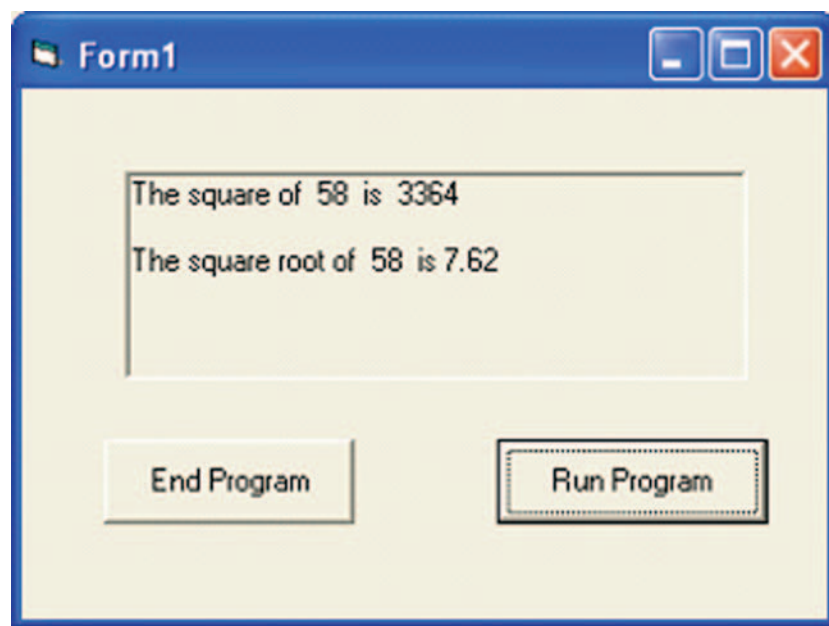 Form1
The square of  58  is  3364
The square root of  58  is 7.62
End Program
Run Program